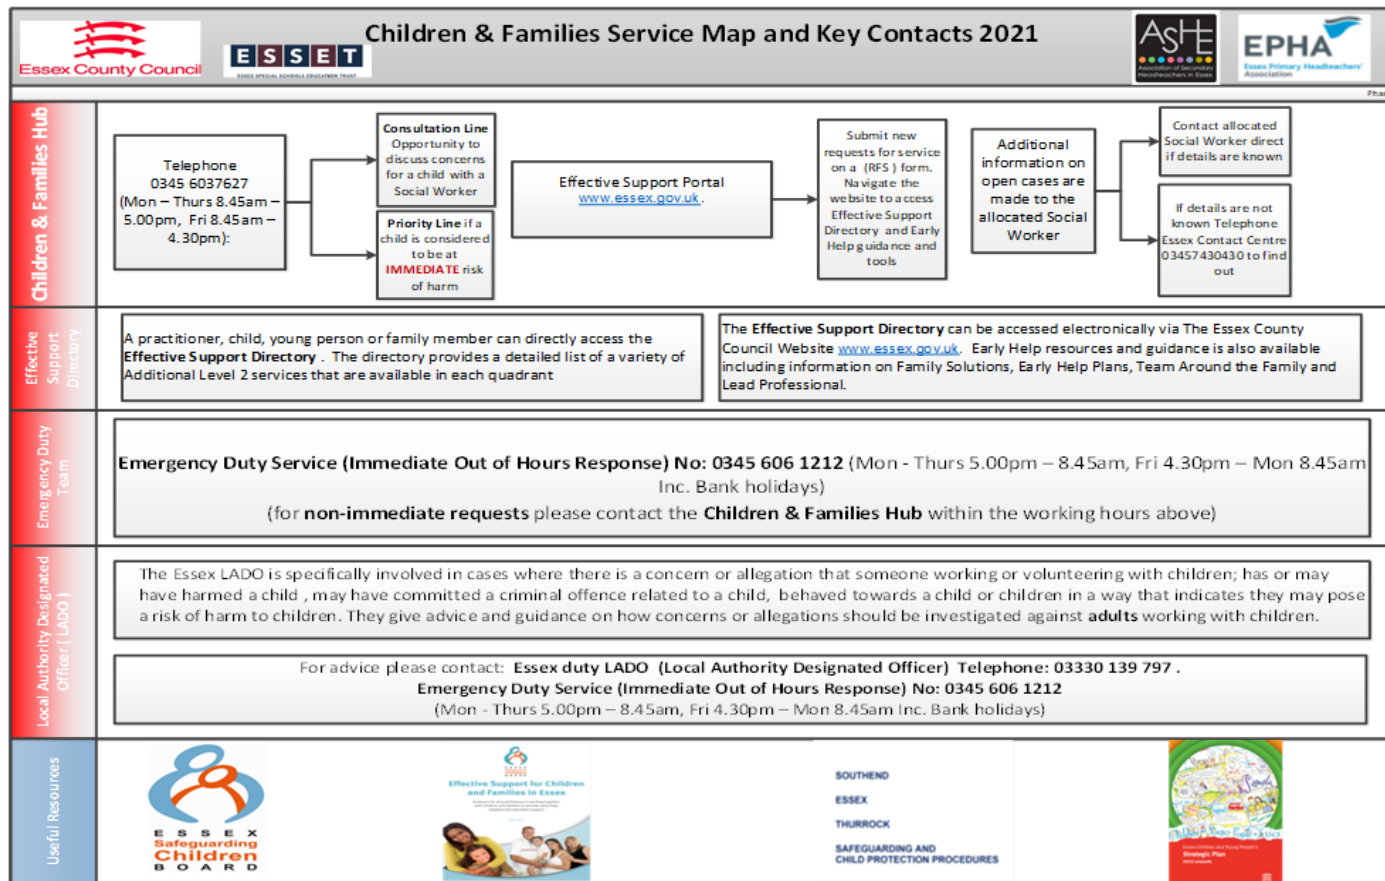 Essex County Council
ESSET
ESSEX SPECIAL SCHOOLS EDUCATION TRUST
Children & Families Service Map and Key Contacts 2021
ASHE
Association of Secondary
Headteachers in Essex
EPHA
Essex Primary Headteachers'
Association
Phar
Children & Families Hub
Telephone
0345 6037627
(Mon – Thurs 8.45am –
5.00pm, Fri 8.45am –
4.30pm):
Consultation Line
Opportunity to
discuss concerns
for a child with a
Social Worker
Priority Line if a
child is considered
to be at
IMMEDIATE risk
of harm
Effective Support Portal
www.essex.gov.uk .
Submit new
requests for service
on a (RFS ) form.
Navigate the
website to access
Effective Support
Directory and Early
Help guidance and
tools
Additional
information on
open cases are
made to the
allocated Social
Worker
Contact allocated
Social Worker direct
if details are known
If details are not
known Telephone
Essex Contact Centre
03457430430 to find
out
Effective
Support
Directory
A practitioner, child, young person or family member can directly access the
Effective Support Directory . The directory provides a detailed list of a variety of
Additional Level 2 services that are available in each quadrant
The Effective Support Directory can be accessed electronically via The Essex County
Council Website www.essex.gov.uk. Early Help resources and guidance is also available
including information on Family Solutions, Early Help Plans, Team Around the Family and
Lead Professional.
Emergency Duty
Team
Emergency Duty Service (Immediate Out of Hours Response) No: 0345 606 1212 (Mon - Thurs 5.00pm – 8.45am, Fri 4.30pm – Mon 8.45am
Inc. Bank holidays)
(for non-immediate requests please contact the Children & Families Hub within the working hours above)
Local Authority Designated
Officer ( LADO )
The Essex LADO is specifically involved in cases where there is a concern or allegation that someone working or volunteering with children; has or may
have harmed a child , may have committed a criminal offence related to a child, behaved towards a child or children in a way that indicates they may pose
a risk of harm to children. They give advice and guidance on how concerns or allegations should be investigated against adults working with children.
For advice please contact: Essex duty LADO (Local Authority Designated Officer) Telephone: 03330 139 797 .
Emergency Duty Service (Immediate Out of Hours Response) No: 0345 606 1212
(Mon - Thurs 5.00pm – 8.45am, Fri 4.30pm – Mon 8.45am Inc. Bank holidays)
Useful Resources
ESSEX
Safeguarding
Children
BOARD
Effective Support for Children
and Families in Essex
SOUTHEND
ESSEX
THURROCK
SAFEGUARDING AND
CHILD PROTECTION PROCEDURES
Essex Children and Young People's
Strategic Plan